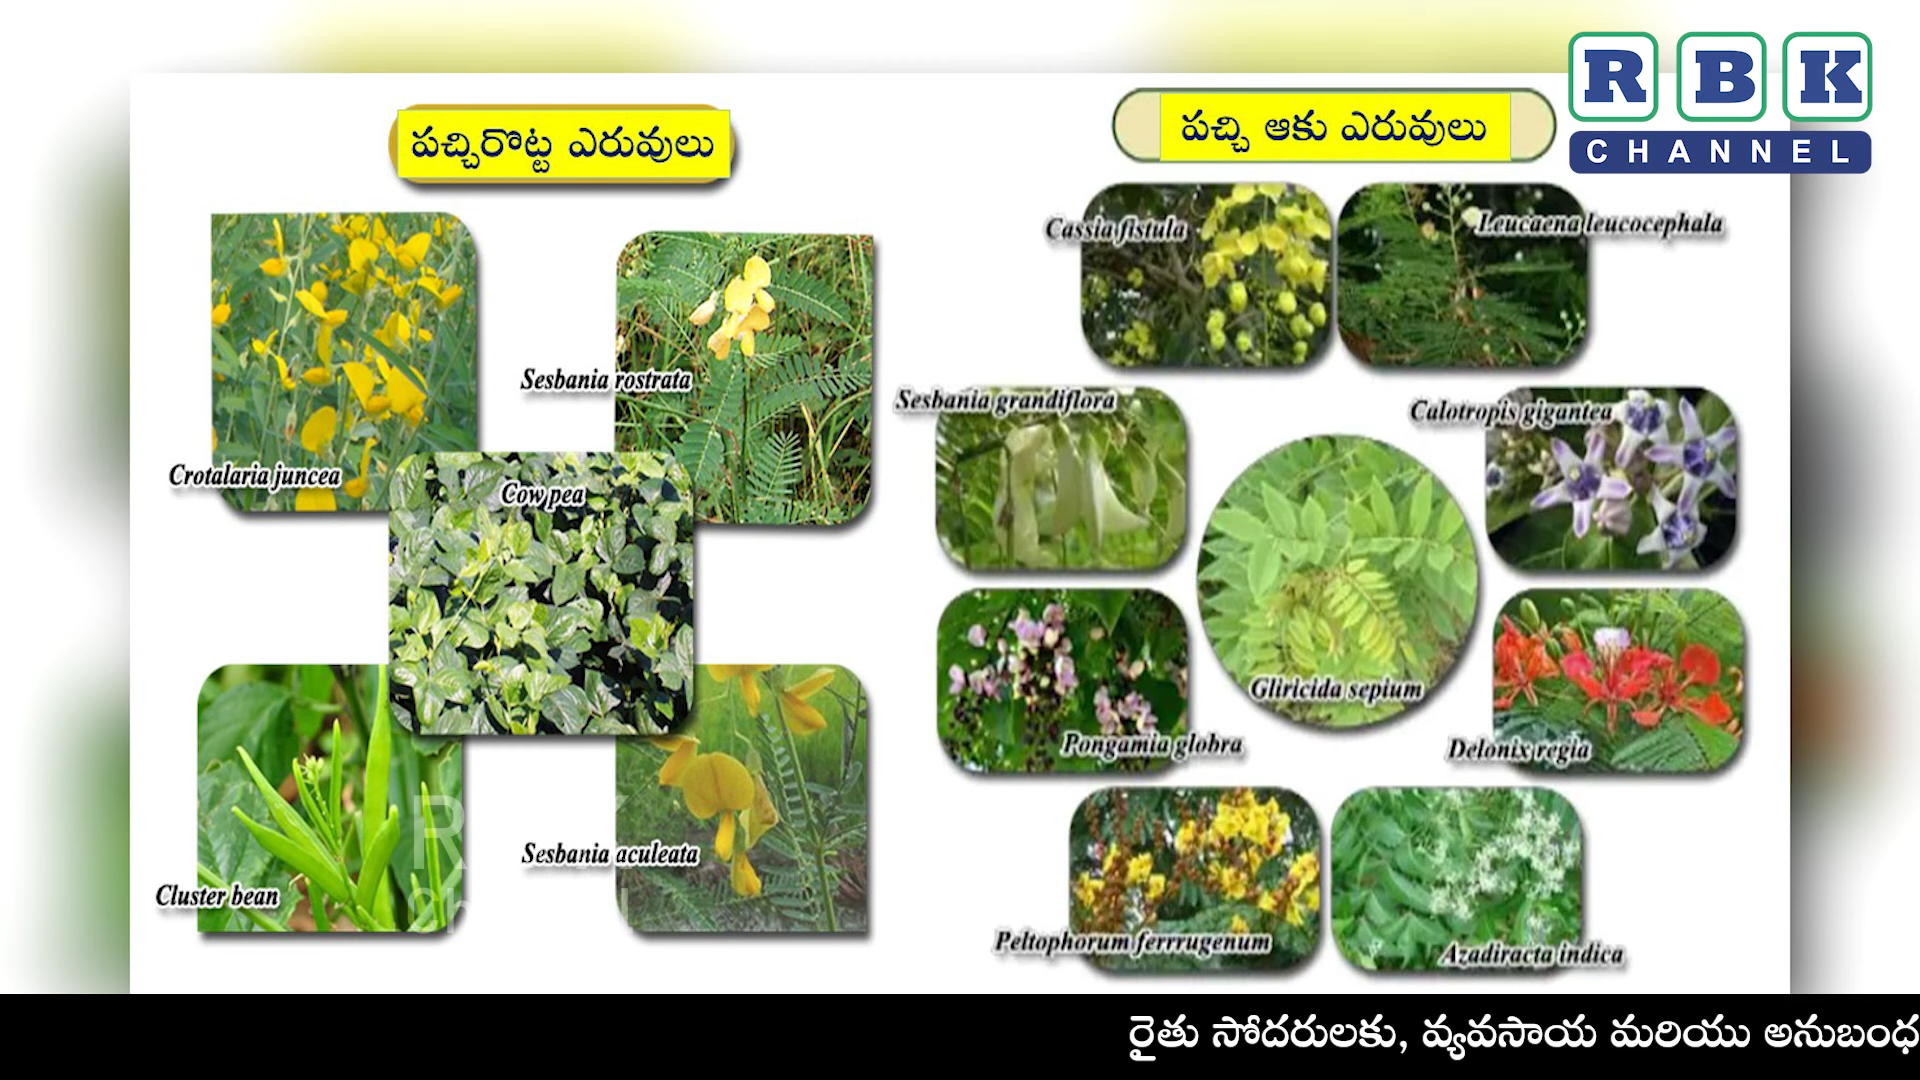 R B K
CHANNEL
పచ్చిరొట్ట ఎరువులు
పచ్చి ఆకు ఎరువులు
Crotalaria juncea
Sesbania rostrata
Cow pea
Cluster bean
Sesbania aculeata
Cassia fistula
Leucaena leucocephala
Sesbania grandiflora
Calotropis gigantea
Gliricida sepium
Pongamia globra
Delonix regia
Peltophorum ferrrugenum
Azadiracta indica
రైతు సోదరులకు, వ్యవసాయ మరియు అనుబంధ